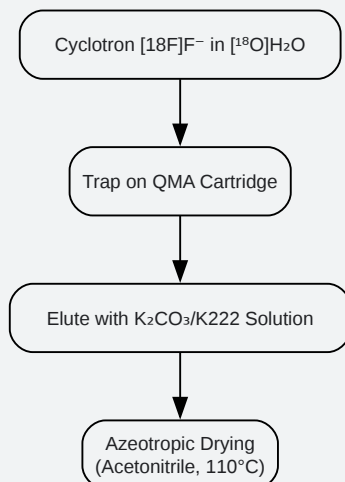 Cyclotron [18F]F⁻ in [¹⁸O]H₂O
Trap on QMA Cartridge
Elute with K₂CO₃/K222 Solution
Azeotropic Drying
(Acetonitrile, 110°C)